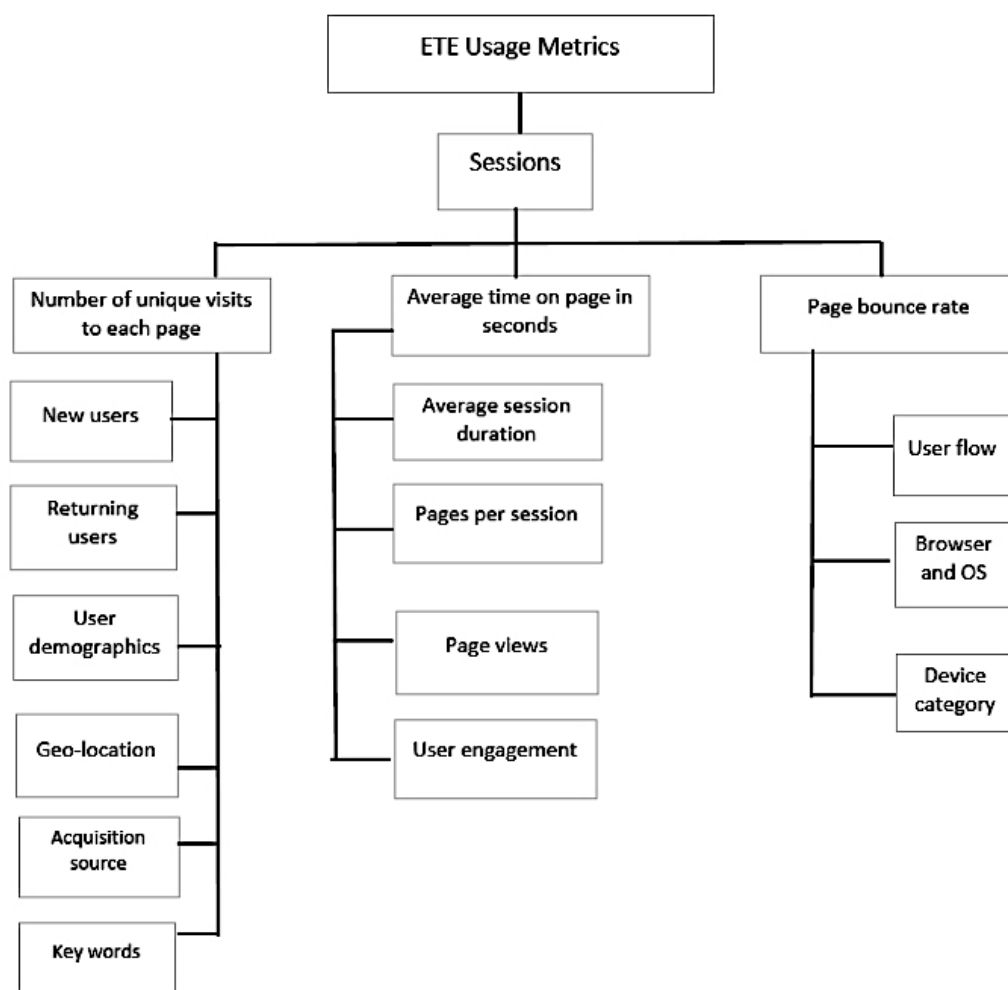 ETE Usage Metrics
Sessions
Number of unique visits
to each page
New users
Returning
users
User
demographics
Geo-location
Acquisition
source
Key words
Average time on page in
seconds
Average session
duration
Pages per session
Page views
User engagement
Page bounce rate
User flow
Browser
and OS
Device
category